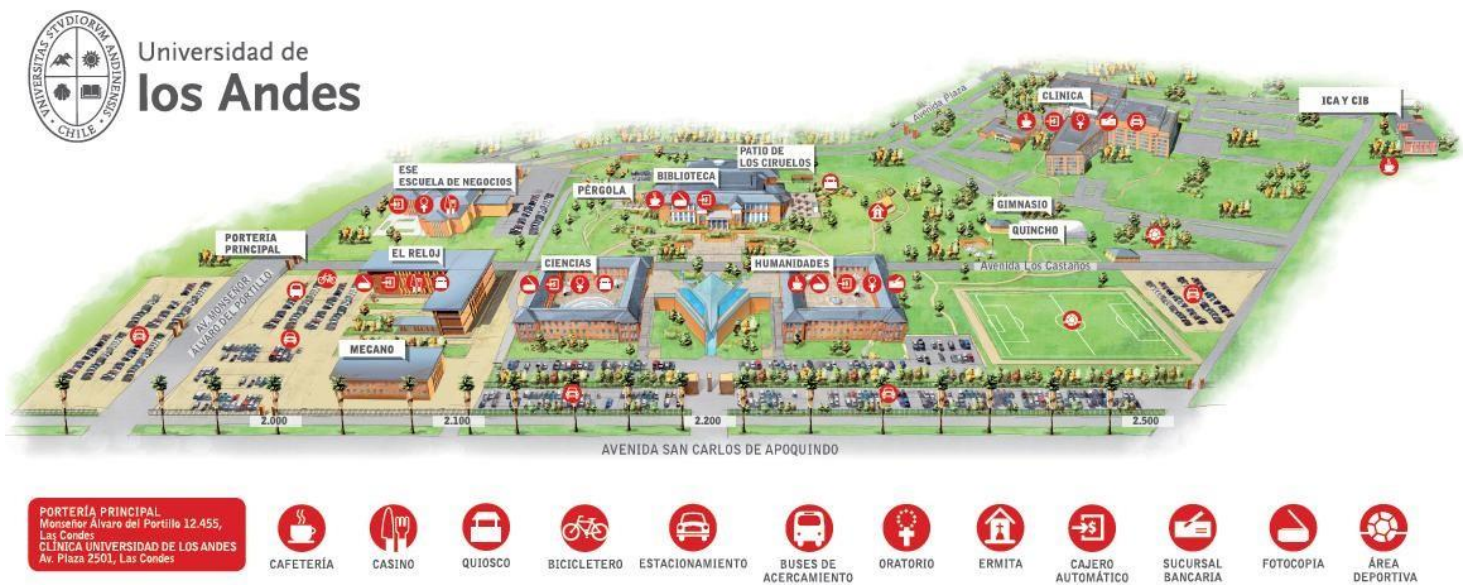 UNIVERSITAS STVDIORVM ANDINENSIS
· CHILE ·
Universidad de
los Andes
Avenida Plaza
CLINICA
ICA Y CIB
PATIO DE
LOS CIRUELOS
ESE
ESCUELA DE NEGOCIOS
BIBLIOTECA
PÉRGOLA
GIMNASIO
QUINCHO
PORTERÍA
PRINCIPAL
EL RELOJ
CIENCIAS
HUMANIDADES
Avenida Los Castaños
AV. MONSEÑOR
ALVARO DEL PORTILLO
MECANO
2.000
2.100
2.200
2.500
AVENIDA SAN CARLOS DE APOQUINDO
PORTERÍA PRINCIPAL
Monseñor Álvaro del Portillo 12.455,
Las Condes
CLÍNICA UNIVERSIDAD DE LOS ANDES
Av. Plaza 2501, Las Condes
CAFETERÍA
CASINO
QUIOSCO
BICICLETERO
ESTACIONAMIENTO
BUSES DE
ACERCAMIENTO
ORATORIO
ERMITA
CAJERO
AUTOMÁTICO
SUCURSAL
BANCARIA
FOTOCOPIA
ÁREA
DEPORTIVA